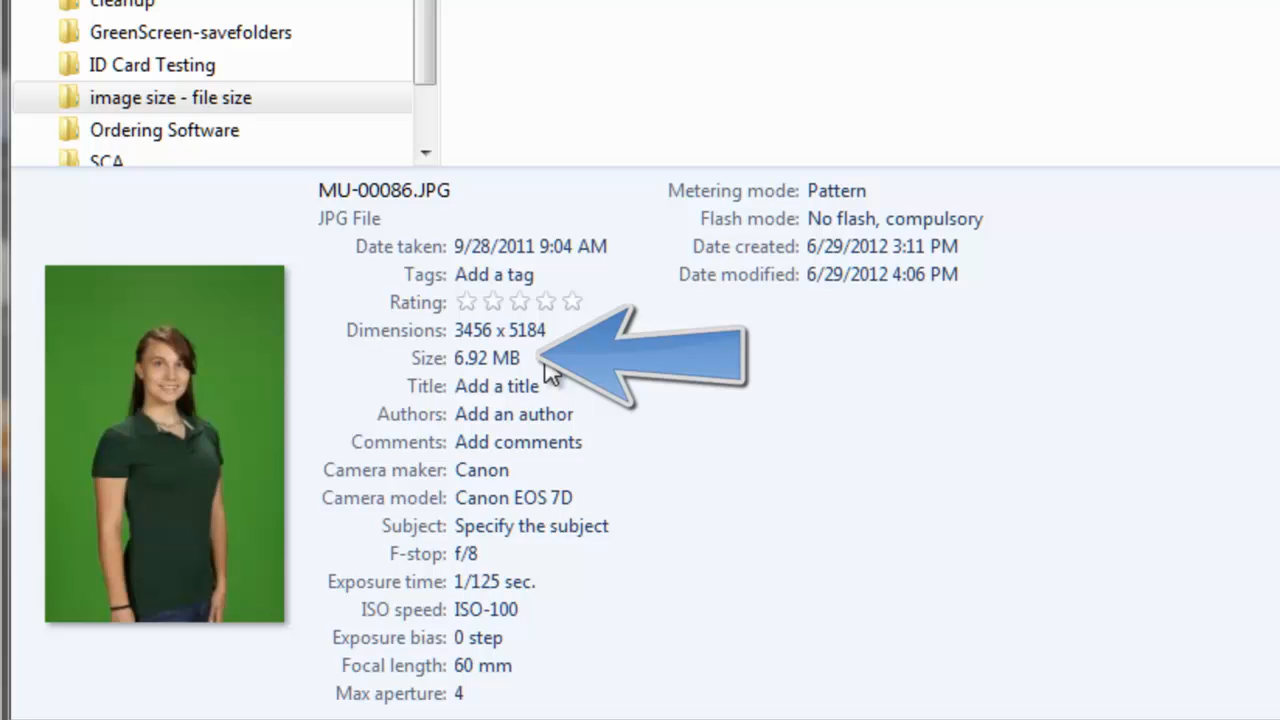 cleanup
GreenScreen-savefolders
ID Card Testing
image size - file size
Ordering Software
SCA
MU-00086.JPG
JPG File
Date taken: 9/28/2011 9:04 AM
Tags: Add a tag
Rating:
Dimensions: 3456 x 5184
Size: 6.92 MB
Title: Add a title
Authors: Add an author
Comments: Add comments
Camera maker: Canon
Camera model: Canon EOS 7D
Subject: Specify the subject
F-stop: f/8
Exposure time: 1/125 sec.
ISO speed: ISO-100
Exposure bias: 0 step
Focal length: 60 mm
Max aperture: 4
Metering mode: Pattern
Flash mode: No flash, compulsory
Date created: 6/29/2012 3:11 PM
Date modified: 6/29/2012 4:06 PM